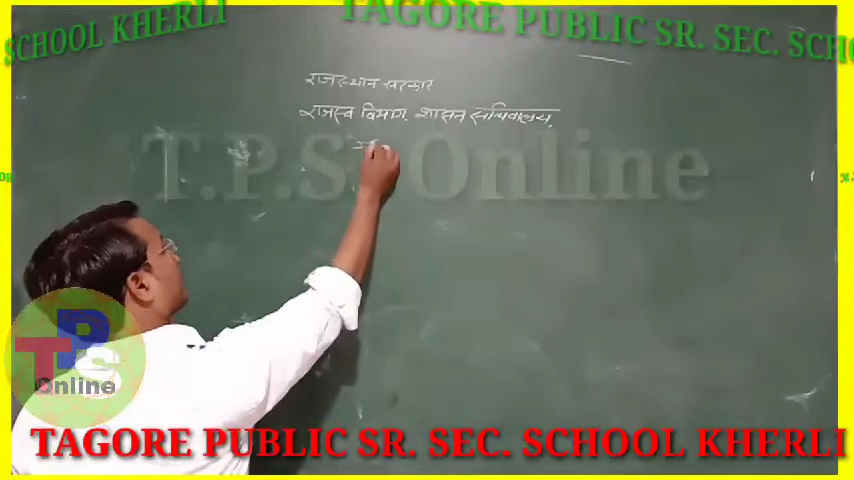 SCHOOL KHERLI
TAGORE PUBLIC SR. SEC. SCHO
राजस्थान सरकार
राजस्व विभाग, शासन सचिवालय,
T.P.S. Online
TPS
Online
TAGORE PUBLIC SR. SEC. SCHOOL KHERLI